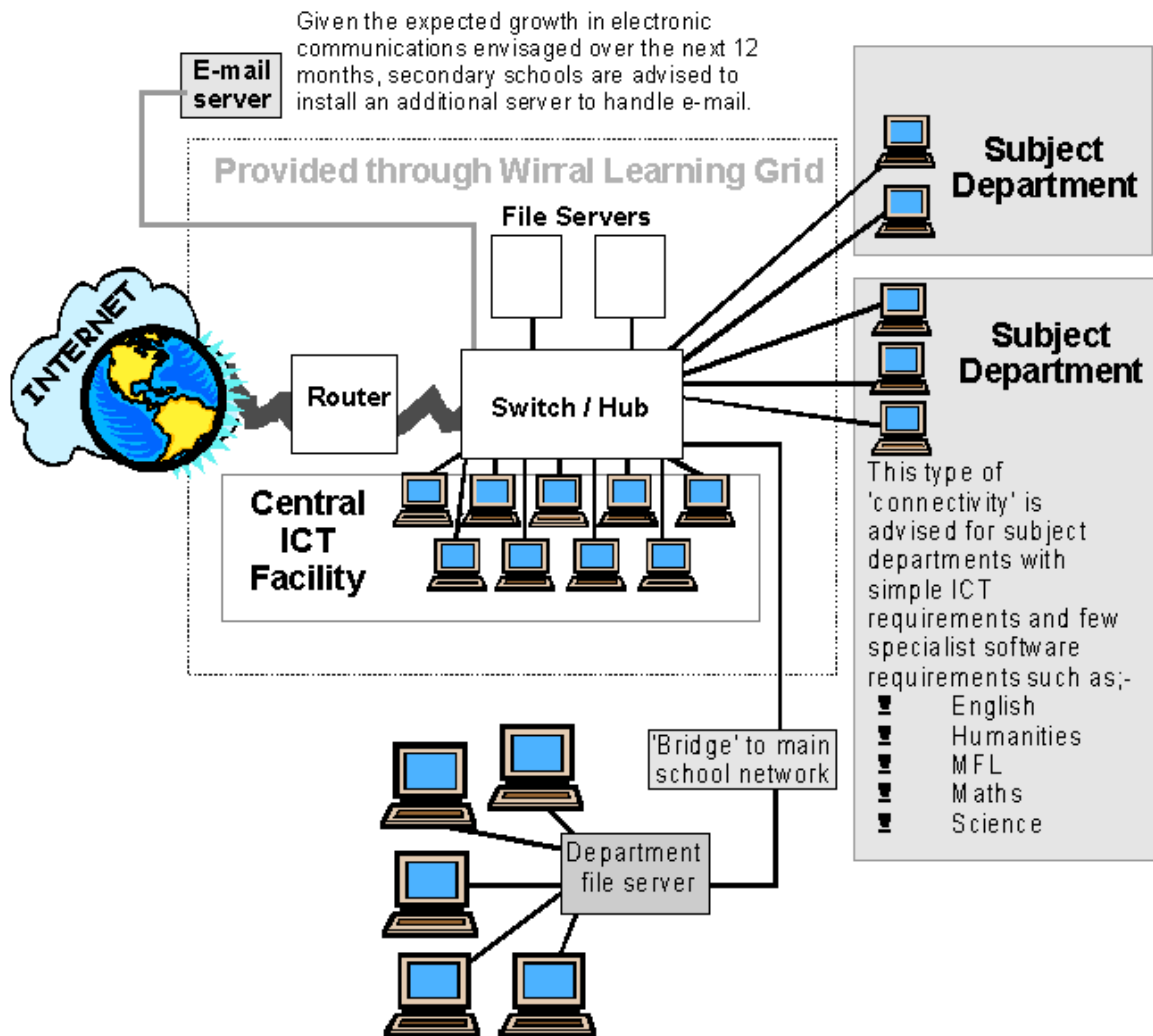 Given the expected growth in electronic
communications envisaged over the next 12
months, secondary schools are advised to
install an additional server to handle e-mail.
E-mail
server
Provided through Wirral Learning Grid
File Servers
Subject
Department
INTERNET
Router
Switch / Hub
Subject
Department
Central
ICT
Facility
This type of
'connectivity' is
advised for subject
departments with
simple ICT
requirements and few
specialist software
requirements such as;-
English
Humanities
MFL
Maths
Science
'Bridge' to main
school network
Department
file server